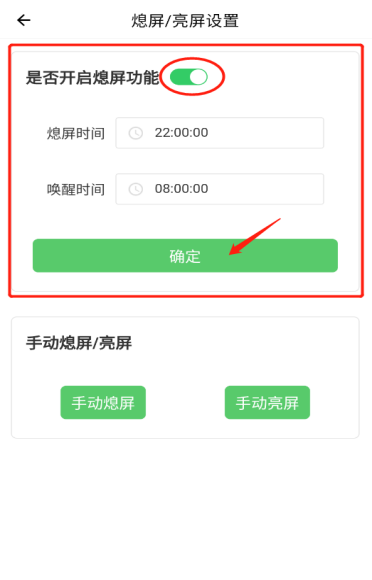 熄屏/亮屏设置
是否开启熄屏功能
熄屏时间 22:00:00
唤醒时间 08:00:00
确定
手动熄屏/亮屏
手动熄屏 手动亮屏